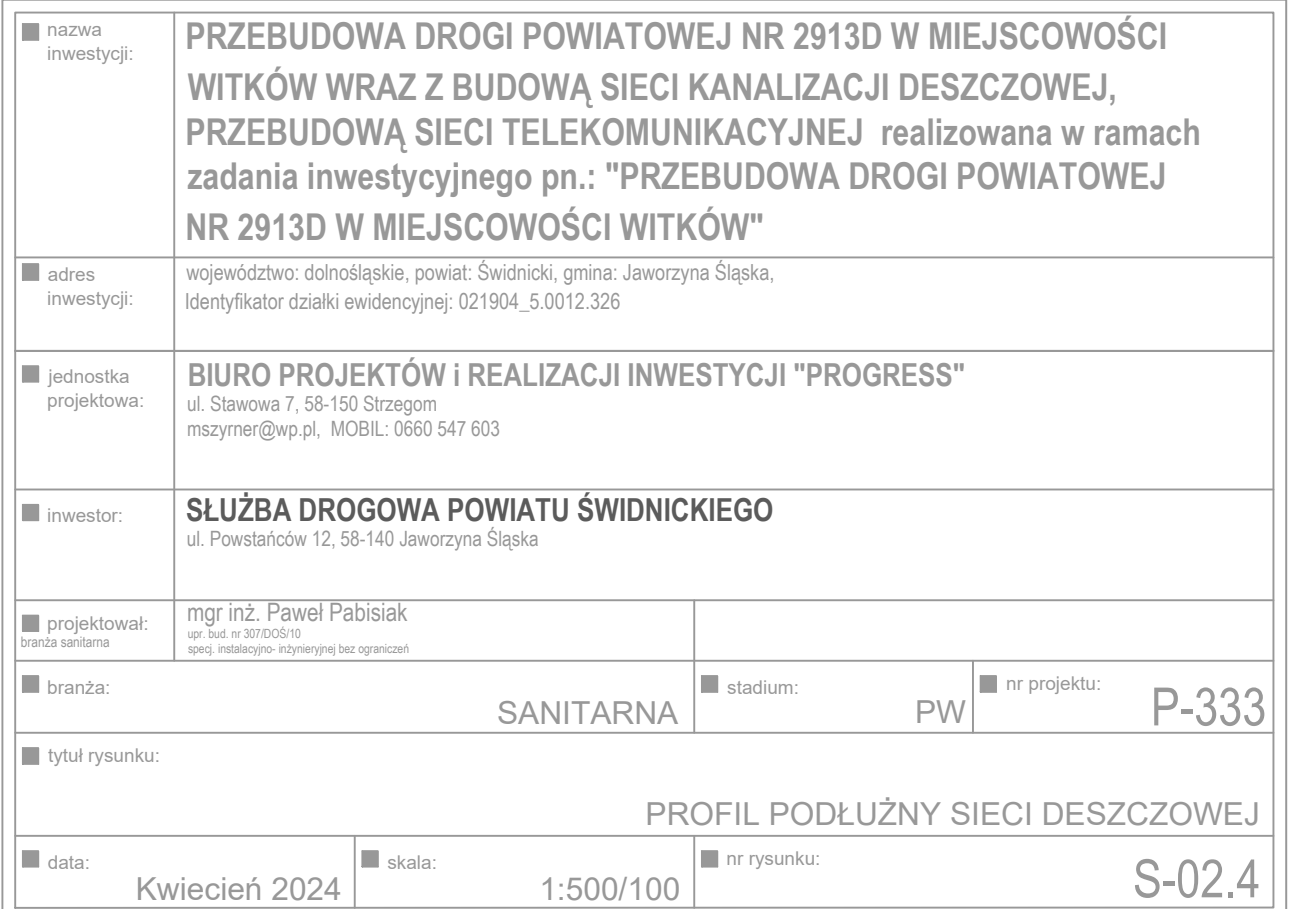 nazwa
inwestycji:
PRZEBUDOWA DROGI POWIATOWEJ NR 2913D W MIEJSCOWOŚCI
WITKÓW WRAZ Z BUDOWĄ SIECI KANALIZACJI DESZCZOWEJ,
PRZEBUDOWĄ SIECI TELEKOMUNIKACYJNEJ realizowana w ramach
zadania inwestycyjnego pn.: "PRZEBUDOWA DROGI POWIATOWEJ
NR 2913D W MIEJSCOWOŚCI WITKÓW"
adres
inwestycji:
województwo: dolnośląskie, powiat: Świdnicki, gmina: Jaworzyna Śląska,
Identyfikator działki ewidencyjnej: 021904_5.0012.326
jednostka
projektowa:
BIURO PROJEKTÓW i REALIZACJI INWESTYCJI "PROGRESS"
ul. Stawowa 7, 58-150 Strzegom
mszyrner@wp.pl, MOBIL: 0660 547 603
inwestor:
SŁUŻBA DROGOWA POWIATU ŚWIDNICKIEGO
ul. Powstańców 12, 58-140 Jaworzyna Śląska
projektował:
branża sanitarna
mgr inż. Paweł Pabisiak
upr. bud. nr 307/DOŚ/10
specj. instalacyjno- inżynieryjnej bez ograniczeń
branża:
SANITARNA
stadium:
PW
nr projektu:
P-333
tytuł rysunku:
PROFIL PODŁUŻNY SIECI DESZCZOWEJ
data:
Kwiecień 2024
skala:
1:500/100
nr rysunku:
S-02.4